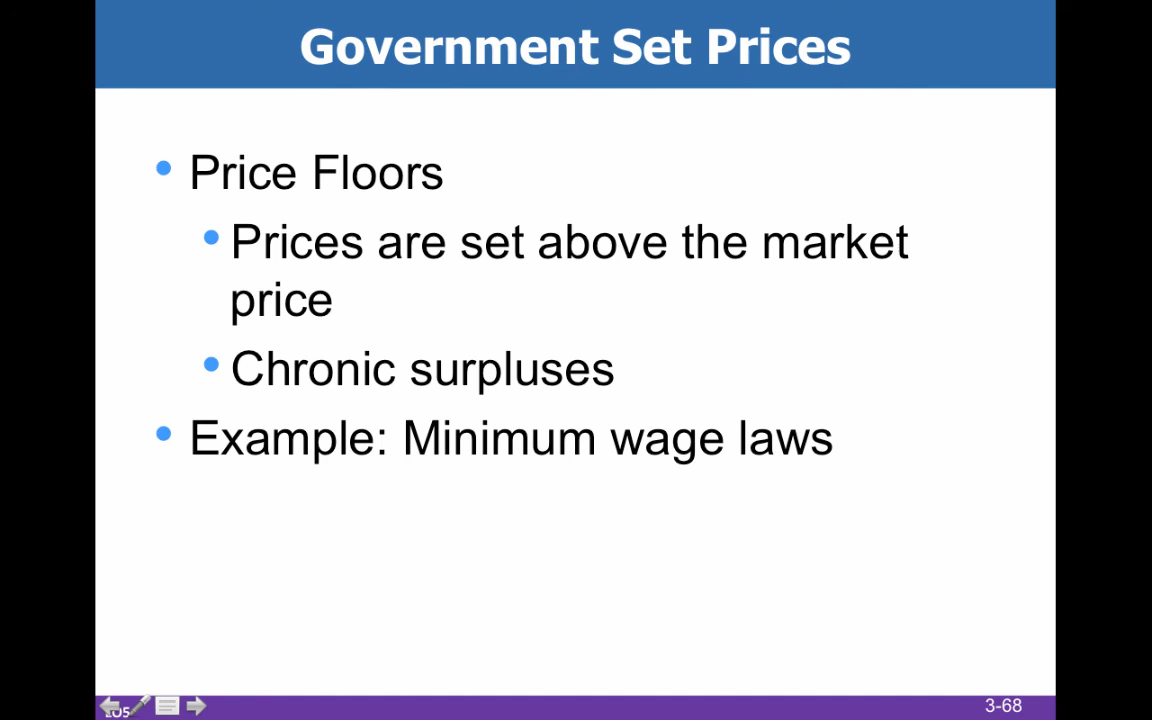 Government Set Prices
• Price Floors
• Prices are set above the market
price
• Chronic surpluses
• Example: Minimum wage laws
3-68